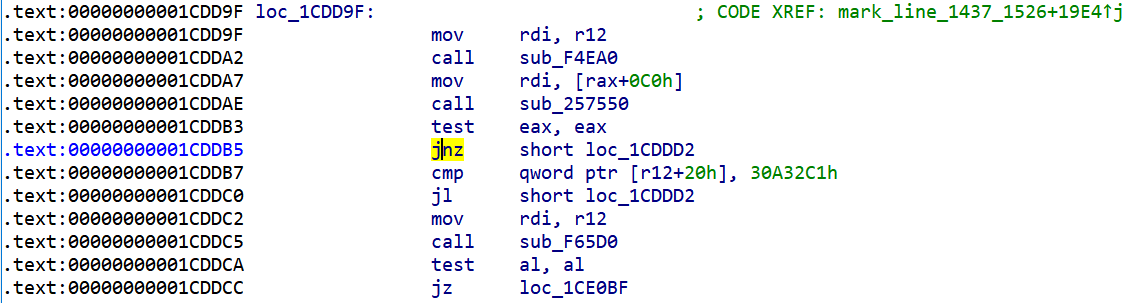 .text:00000000001CDD9F loc_1CDD9F: ; CODE XREF: mark_line_1437_1526+19E4↑j
.text:00000000001CDD9F mov rdi, r12
.text:00000000001CDDA2 call sub_F4EA0
.text:00000000001CDDA7 mov rdi, [rax+0C0h]
.text:00000000001CDDAE call sub_257550
.text:00000000001CDDB3 test eax, eax
.text:00000000001CDDB5 jnz short loc_1CDDD2
.text:00000000001CDDB7 cmp qword ptr [r12+20h], 30A32C1h
.text:00000000001CDDC0 jl short loc_1CDDD2
.text:00000000001CDDC2 mov rdi, r12
.text:00000000001CDDC5 call sub_F65D0
.text:00000000001CDDCA test al, al
.text:00000000001CDDCC jz loc_1CE0BF